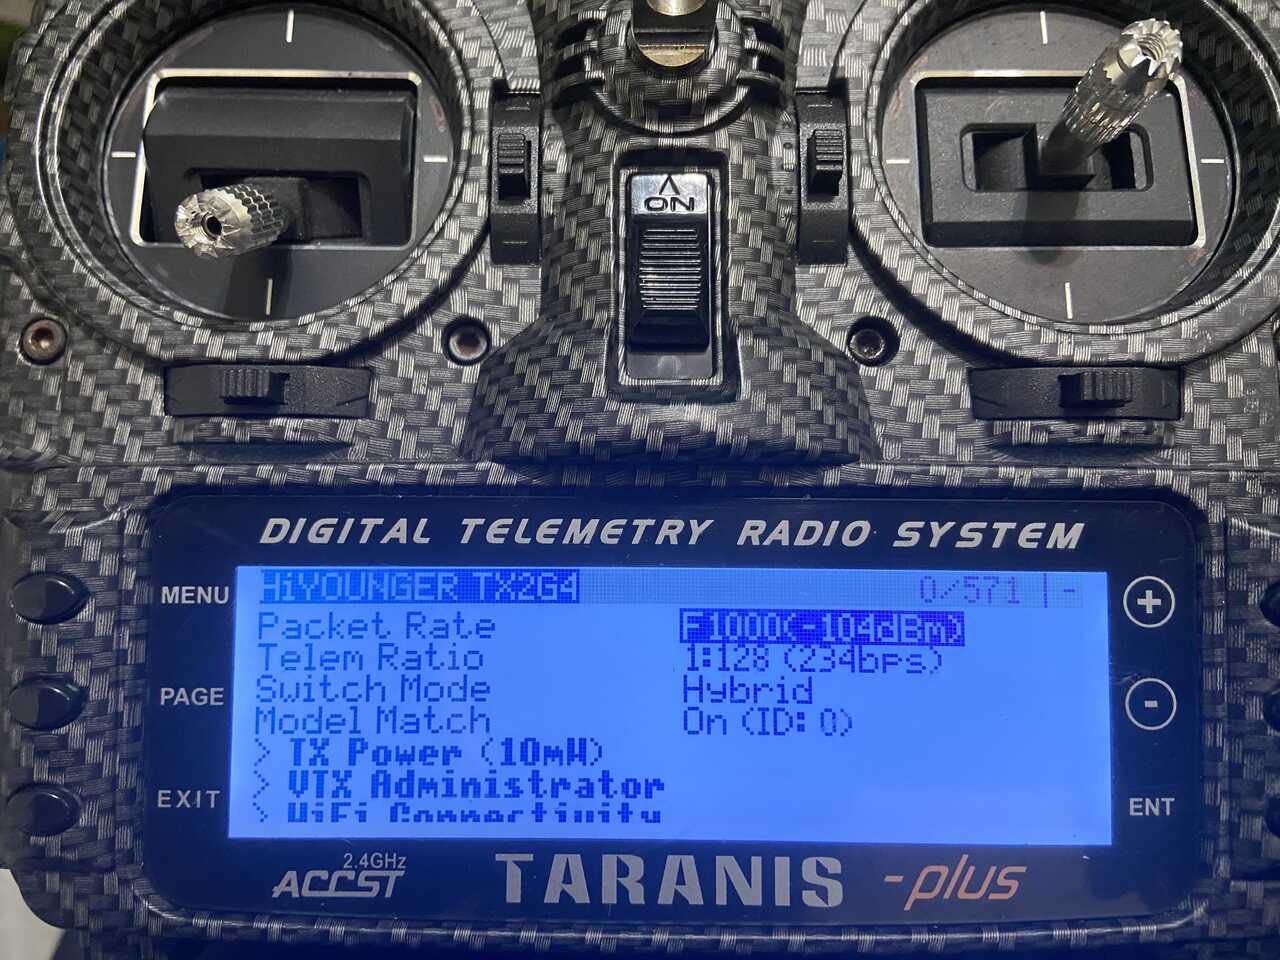 ON
DIGITAL TELEMETRY RADIO SYSTEM
MENU
PAGE
EXIT
HiYOUNGER TX2G4 0/571 | -
Packet Rate F1000(-104dBm)
Telem Ratio 1:128 (234bps)
Switch Mode Hybrid
Model Match On (ID: 0)
> TX Power (10mW)
> VTX Administrator
> WiFi Connectivity
+
-
ENT
2.4GHz
ACCST
TARANIS -plus